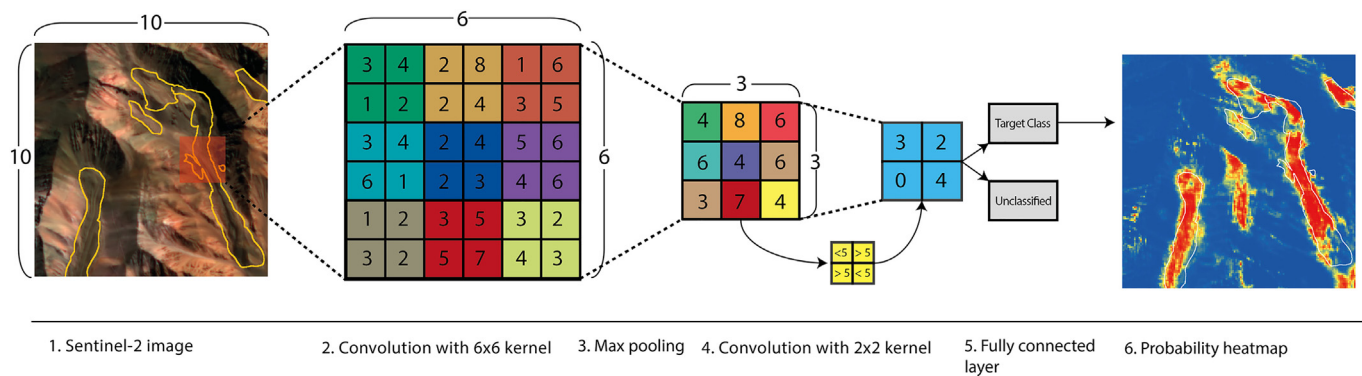 10
10
6
6
3 4 2 8 1 6
1 2 2 4 3 5
3 4 2 4 5 6
6 1 2 3 4 6
1 2 3 5 3 2
3 2 5 7 4 3
3
3
4 8 6
6 4 6
3 7 4
<5 >5
>5 <5
3 2
0 4
Target Class
Unclassified
1. Sentinel-2 image
2. Convolution with 6x6 kernel
3. Max pooling
4. Convolution with 2x2 kernel
5. Fully connected
layer
6. Probability heatmap